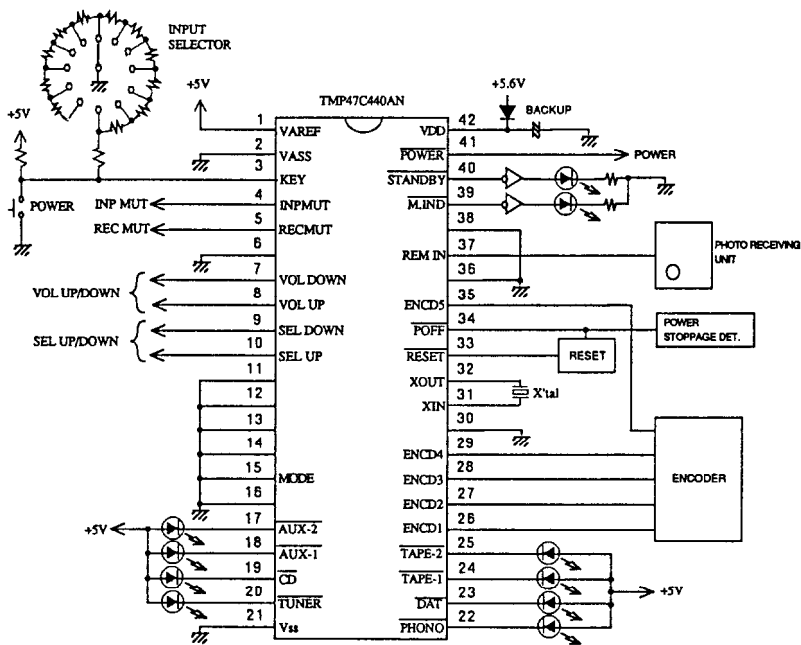 INPUT
SELECTOR
+5V
+5V
POWER
TMP47C440AN
+5.6V
BACKUP
1 VAREF
2 VASS
3 KEY
INP MUT 4 INPMUT
REC MUT 5 RECMUT
6
VOL UP/DOWN
7 VOL DOWN
8 VOL UP
SEL UP/DOWN
9 SEL DOWN
10 SEL UP
11
12
13
14
15 MODE
16
+5V
17 AUX-2
18 AUX-1
19 CD
20 TUNER
21 Vss
VDD 42
POWER 41 POWER
STANDBY 40
M.IND 39
38
REM IN 37
PHOTO RECEIVING
UNIT
36
ENCD5 35
POFF 34
POWER
STOPPAGE DET.
RESET 33
RESET
XOUT 32
X'tal
XIN 31
30
ENCD4 29
ENCD3 28
ENCODER
ENCD2 27
ENCD1 26
TAPE-2 25
TAPE-1 24
+5V
DAT 23
PHONO 22